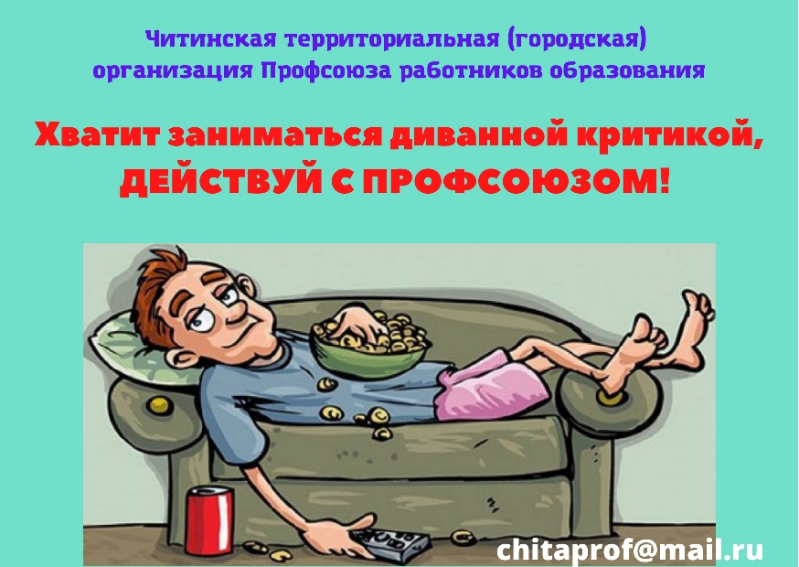 Читинская территориальная (городская)
организация Профсоюза работников образования
Хватит заниматься диванной критикой,
ДЕЙСТВУЙ С ПРОФСОЮЗОМ!
chitaprof@mail.ru